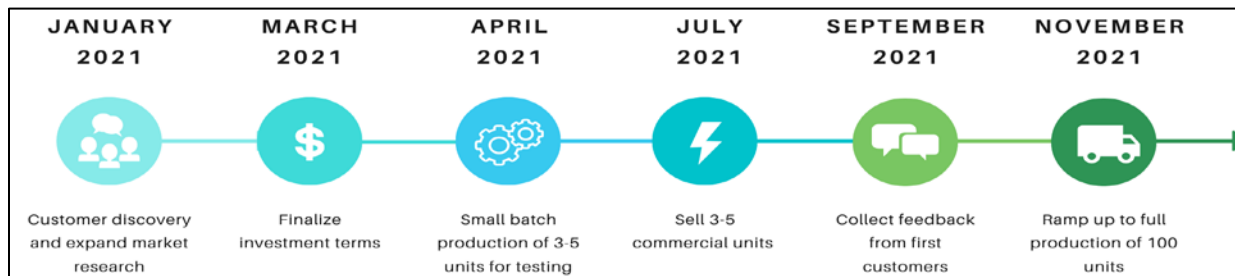 JANUARY
2021
MARCH
2021
APRIL
2021
JULY
2021
SEPTEMBER
2021
NOVEMBER
2021
$
Customer discovery
and expand market
research
Finalize
investment terms
Small batch
production of 3-5
units for testing
Sell 3-5
commercial units
Collect feedback
from first
customers
Ramp up to full
production of 100
units